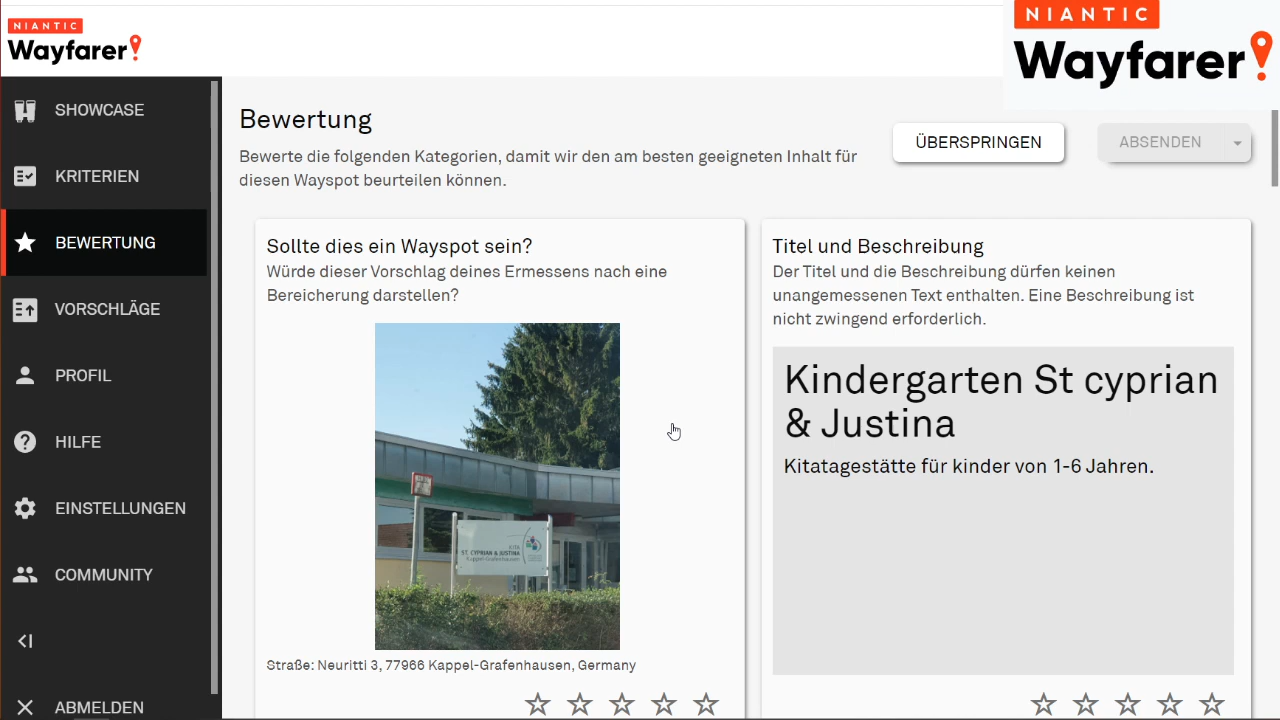 NIANTIC
Wayfarer
NIANTIC
Wayfarer
SHOWCASE
KRITERIEN
BEWERTUNG
VORSCHLÄGE
PROFIL
HILFE
EINSTELLUNGEN
COMMUNITY
ABMELDEN
Bewertung
Bewerte die folgenden Kategorien, damit wir den am besten geeigneten Inhalt für
diesen Wayspot beurteilen können.
ÜBERSPRINGEN
ABSENDEN
Sollte dies ein Wayspot sein?
Würde dieser Vorschlag deines Ermessens nach eine
Bereicherung darstellen?
KITA
ST. CYPRIAN & JUSTINA
Kappel-Grafenhausen
Straße: Neuritti 3, 77966 Kappel-Grafenhausen, Germany
Titel und Beschreibung
Der Titel und die Beschreibung dürfen keinen
unangemessenen Text enthalten. Eine Beschreibung ist
nicht zwingend erforderlich.
Kindergarten St cyprian
& Justina
Kitatagestätte für kinder von 1-6 Jahren.